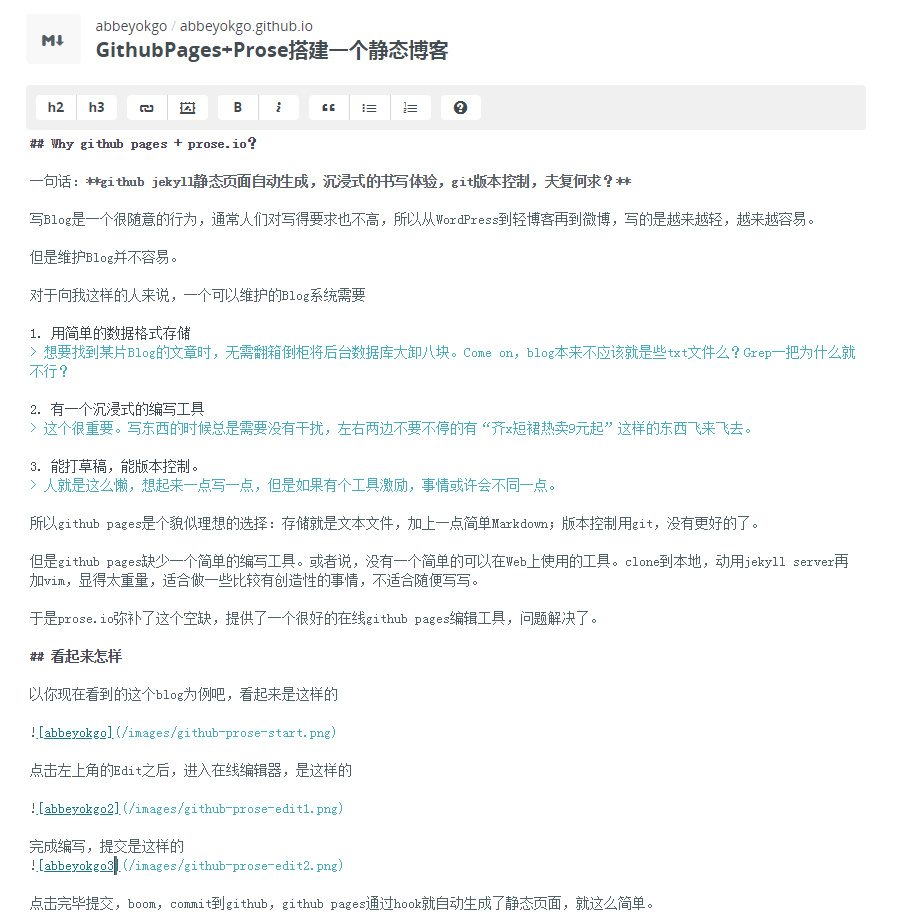 M↓
abbeyokgo / abbeyokgo.github.io
GithubPages+Prose搭建一个静态博客
h2 h3 B i “ ?
## Why github pages + prose.io?
一句话：**github jekyll静态页面自动生成，沉浸式的书写体验，git版本控制，夫复何求？**
写Blog是一个很随意的行为，通常人们对写得要求也不高，所以从WordPress到轻博客再到微博，写的是越来越轻，越来越容易。
但是维护Blog并不容易。
对于向我这样的人来说，一个可以维护的Blog系统需要
1. 用简单的数据格式存储
> 想要找到某片Blog的文章时，无需翻箱倒柜将后台数据库大卸八块。Come on，blog本来不应该就是些txt文件么？Grep一把为什么就
不行？
2. 有一个沉浸式的编写工具
> 这个很重要。写东西的时候总是需要没有干扰，左右两边不要不停的有“齐x短裙热卖9元起”这样的东西飞来飞去。
3. 能打草稿，能版本控制。
> 人就是这么懒，想起来一点写一点，但是如果有个工具激励，事情或许会不同一点。
所以github pages是个貌似理想的选择：存储就是文本文件，加上一点简单Markdown；版本控制用git，没有更好的了。
但是github pages缺少一个简单的编写工具。或者说，没有一个简单的可以在Web上使用的工具。clone到本地，动用jekyll server再
加vim，显得太重量，适合做一些比较有创造性的事情，不适合随便写写。
于是prose.io弥补了这个空缺，提供了一个很好的在线github pages编辑工具，问题解决了。
## 看起来怎样
以你现在看到的这个blog为例吧，看起来是这样的
![abbeyokgo](/images/github-prose-start.png)
点击左上角的Edit之后，进入在线编辑器，是这样的
![abbeyokgo2](/images/github-prose-edit1.png)
完成编写，提交是这样的
![abbeyokgo3](/images/github-prose-edit2.png)
点击完毕提交，boom，commit到github，github pages通过hook就自动生成了静态页面，就这么简单。